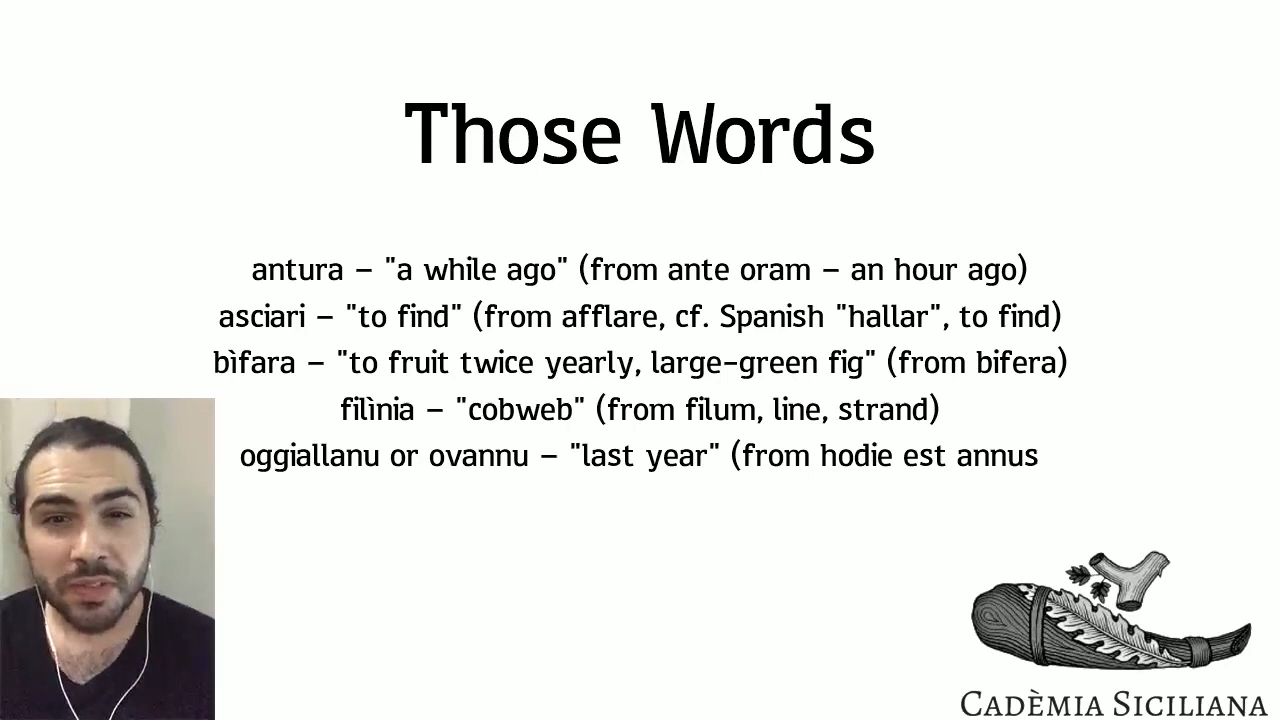 Those Words
antura – "a while ago" (from ante oram – an hour ago)
asciari – "to find" (from afflare, cf. Spanish "hallar", to find)
bìfara – "to fruit twice yearly, large-green fig" (from bifera)
filìnia – "cobweb" (from filum, line, strand)
oggiallanu or ovannu – "last year" (from hodie est annus
CADÈMIA SICILIANA